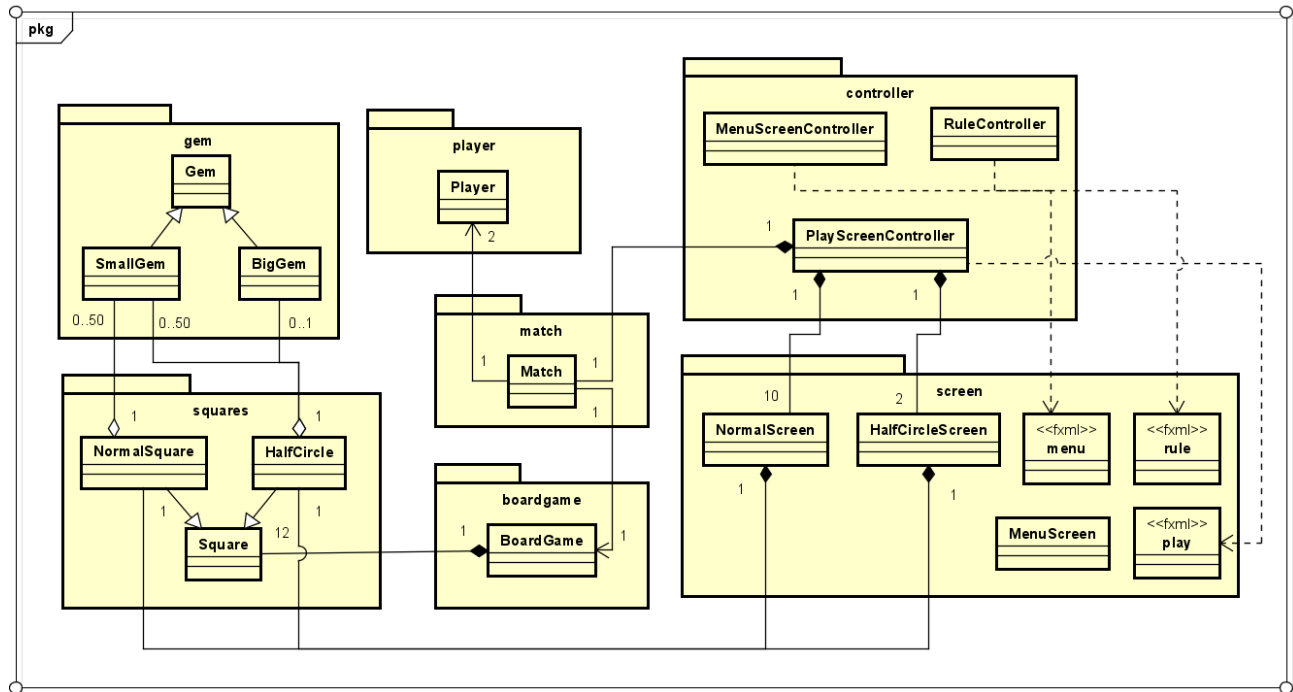 pkg
controller
MenuScreenController
RuleController
gem
Gem
player
Player
2
SmallGem
BigGem
1
PlayScreenController
1
1
0..50
0..50
0..1
match
1
Match
1
1
squares
1
1
NormalSquare
HalfCircle
1
1
12
Square
boardgame
1
BoardGame
1
screen
10
2
NormalScreen
HalfCircleScreen
1
1
<<fxml>>
menu
<<fxml>>
rule
MenuScreen
<<fxml>>
play